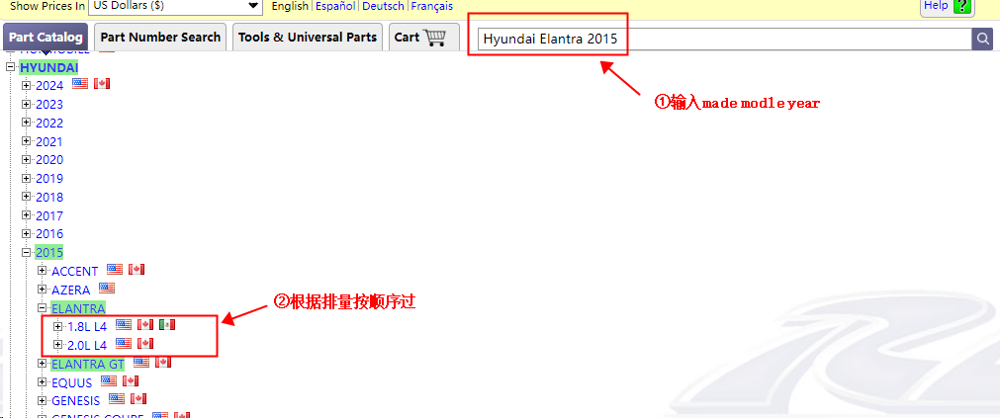 Show Prices In US Dollars ($) English | Español | Deutsch | Français Help ?
Part Catalog Part Number Search Tools & Universal Parts Cart Hyundai Elantra 2015
HYUNDAI
2024
①输入made modle year
2023
2022
2021
2020
2019
2018
2017
2016
2015
ACCENT
AZERA
②根据排量按顺序过
ELANTRA
1.8L L4
2.0L L4
ELANTRA GT
EQUUS
GENESIS
GENESIS COUPE